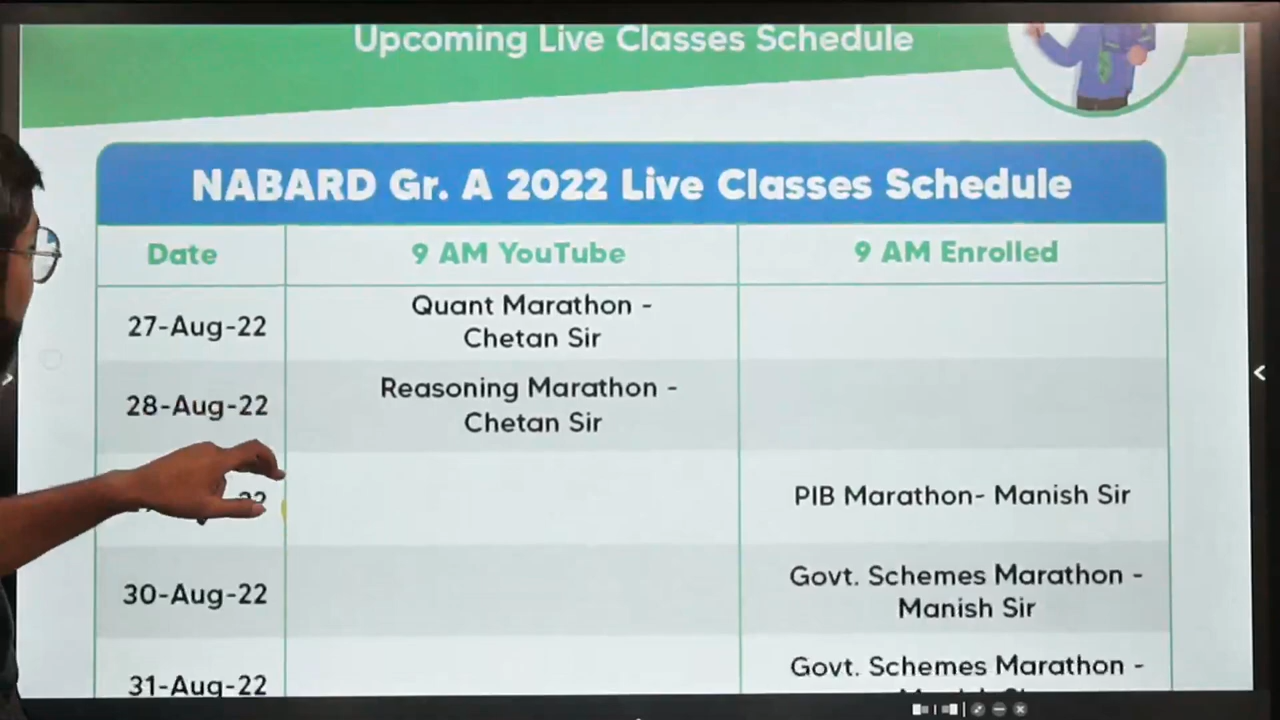 Upcoming Live Classes Schedule
NABARD Gr. A 2022 Live Classes Schedule
Date
9 AM YouTube
9 AM Enrolled
27-Aug-22
Quant Marathon -
Chetan Sir
28-Aug-22
Reasoning Marathon -
Chetan Sir
22
PIB Marathon- Manish Sir
30-Aug-22
Govt. Schemes Marathon -
Manish Sir
31-Aug-22
Govt. Schemes Marathon -